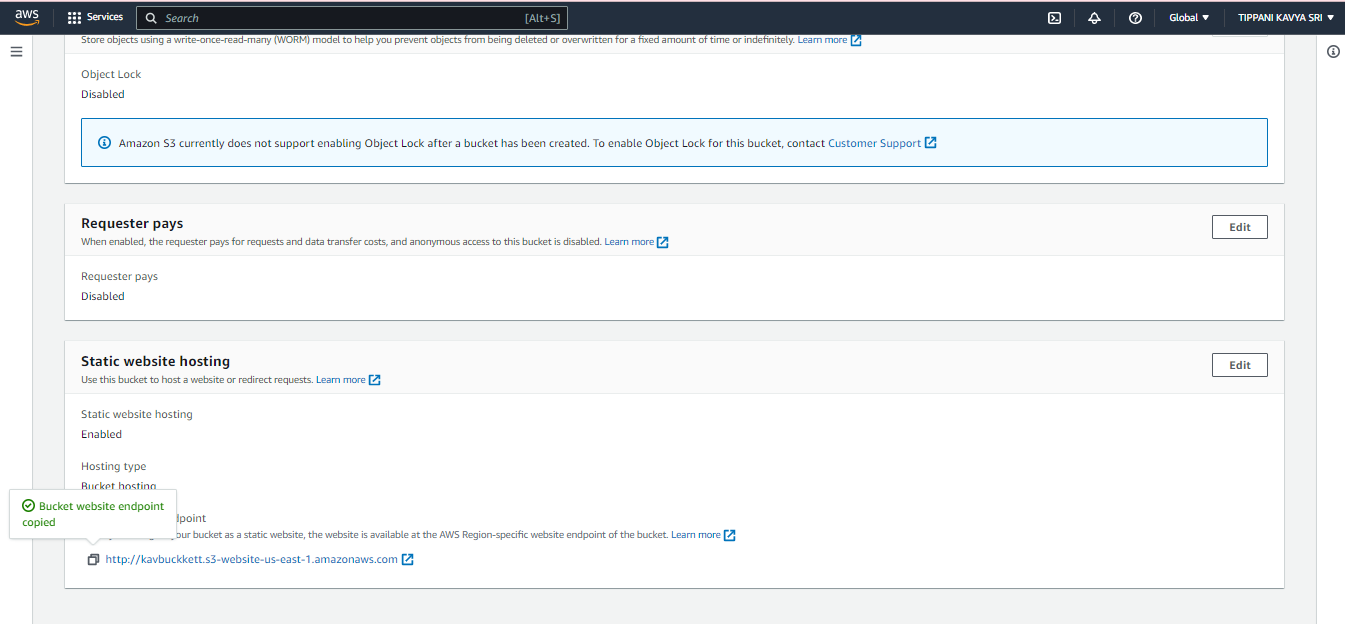 aws
Services
Search
[Alt+S]
Global
TIPPANI KAVYA SRI
Store objects using a write-once-read-many (WORM) model to help you prevent objects from being deleted or overwritten for a fixed amount of time or indefinitely. Learn more
Object Lock
Disabled
Amazon S3 currently does not support enabling Object Lock after a bucket has been created. To enable Object Lock for this bucket, contact Customer Support
Requester pays
Edit
When enabled, the requester pays for requests and data transfer costs, and anonymous access to this bucket is disabled. Learn more
Requester pays
Disabled
Static website hosting
Edit
Use this bucket to host a website or redirect requests. Learn more
Static website hosting
Enabled
Hosting type
Bucket hosting
Bucket website endpoint
copied
your bucket as a static website, the website is available at the AWS Region-specific website endpoint of the bucket. Learn more
http://kavbuckkett.s3-website-us-east-1.amazonaws.com